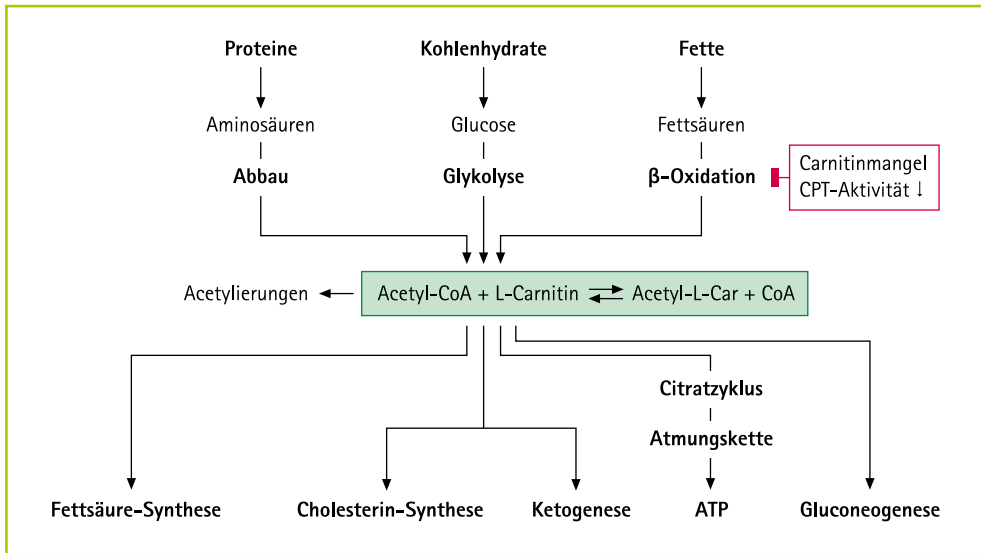 Proteine
Kohlenhydrate
Fette
Aminosäuren
Glucose
Fettsäuren
Abbau
Glykolyse
β-Oxidation
Carnitinmangel
CPT-Aktivität ↓
Acetylierungen
Acetyl-CoA + L-Carnitin
Acetyl-L-Car + CoA
Citratzyklus
Atmungskette
Fettsäure-Synthese
Cholesterin-Synthese
Ketogenese
ATP
Gluconeogenese